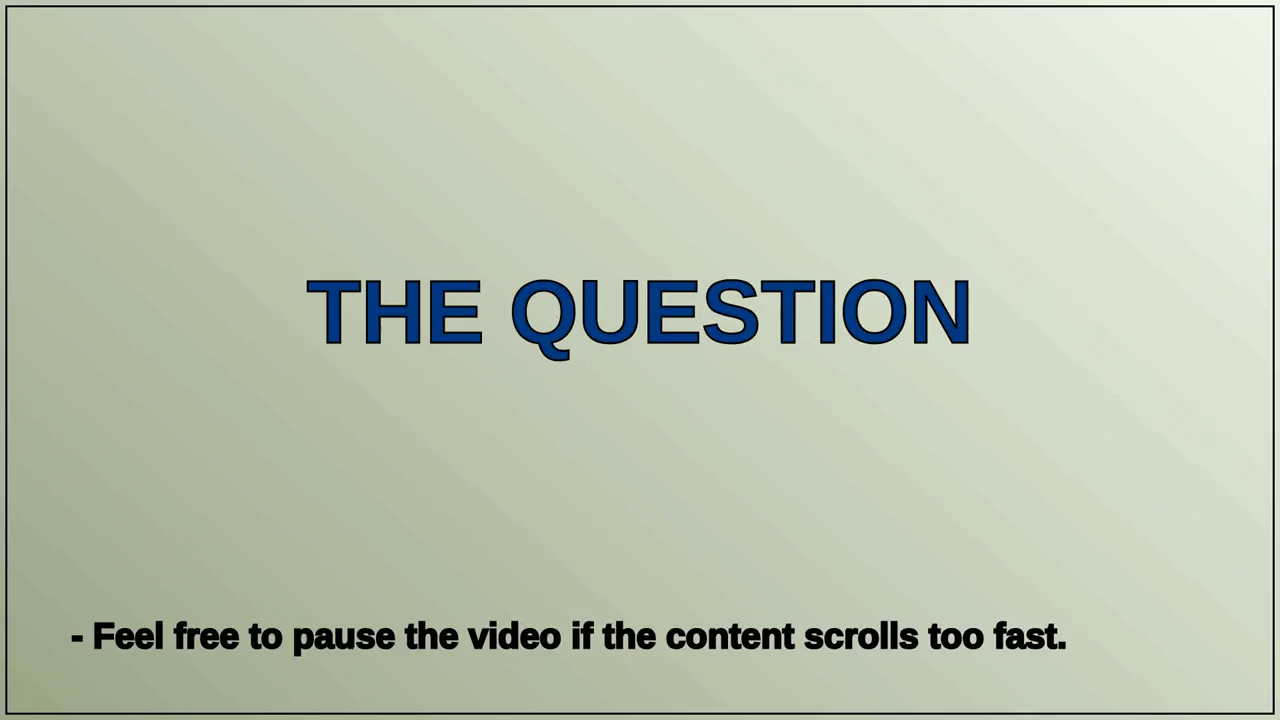 THE QUESTION
- Feel free to pause the video if the content scrolls too fast.